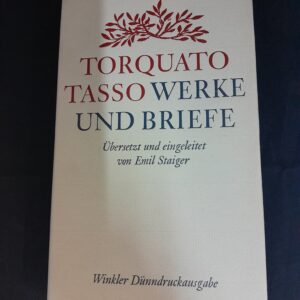 TORQUATO
TASSO WERKE
UND BRIEFE
Übersetzt und eingeleitet
von Emil Staiger
Winkler Dünndruckausgabe